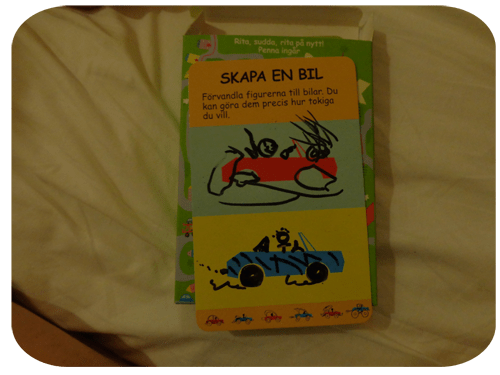 Rita, sudda, rita på nytt!
Penna ingår
SKAPA EN BIL
Förvandla figurerna till bilar. Du
kan göra dem precis hur tokiga
du vill.